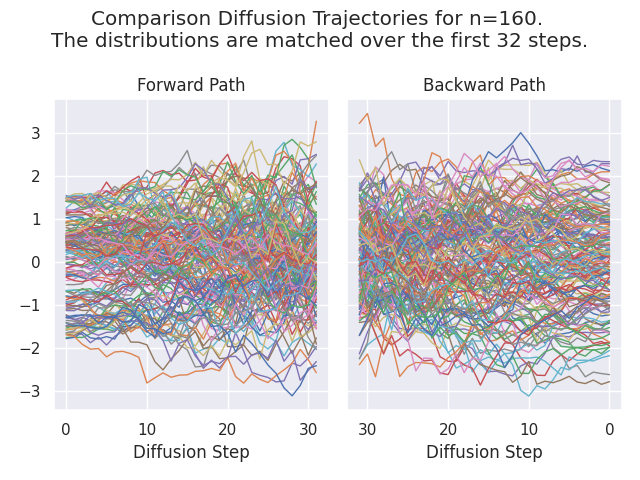 Comparison Diffusion Trajectories for n=160.
The distributions are matched over the first 32 steps.
Forward Path
Backward Path
3
2
1
0
−1
−2
−3
0 10 20 30
30 20 10 0
Diffusion Step
Diffusion Step